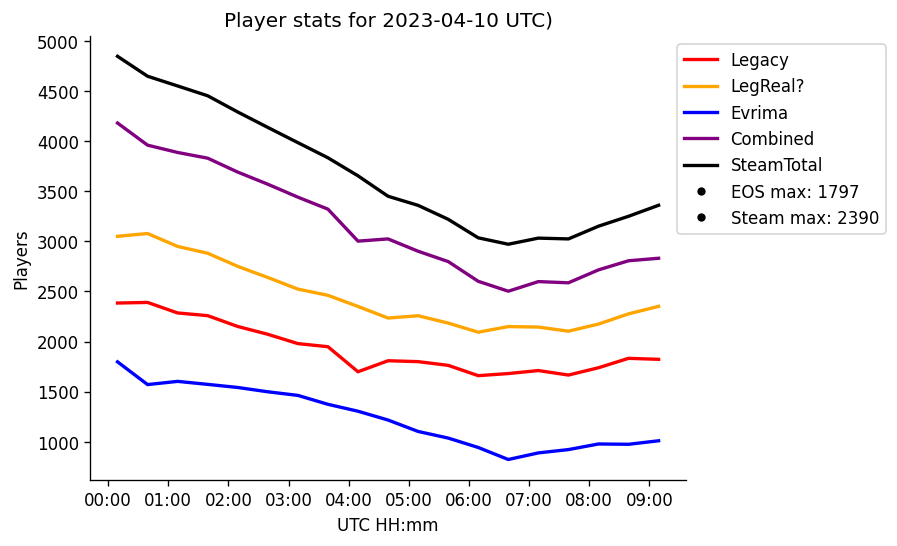 Player stats for 2023-04-10 UTC)
5000
4500
4000
3500
3000
2500
2000
1500
1000
Players
00:00 01:00 02:00 03:00 04:00 05:00 06:00 07:00 08:00 09:00
UTC HH:mm
Legacy
LegReal?
Evrima
Combined
SteamTotal
EOS max: 1797
Steam max: 2390